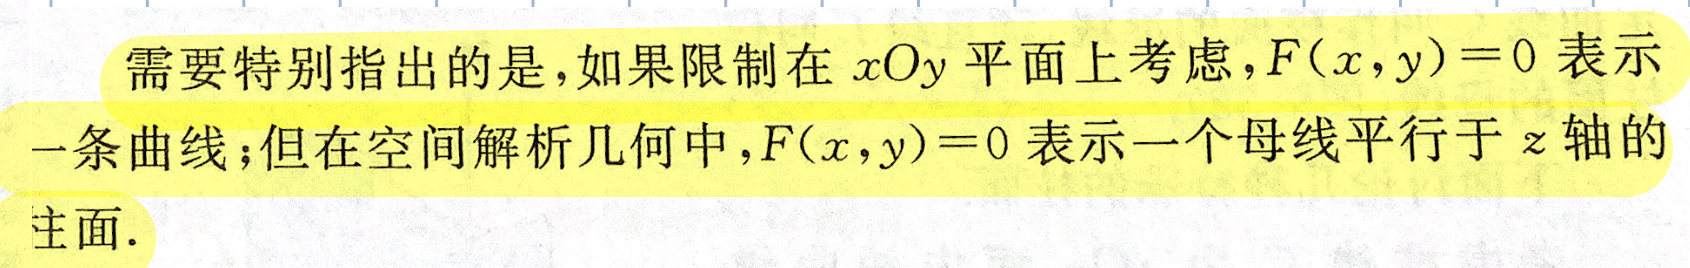 需要特别指出的是,如果限制在 xOy 平面上考虑,F(x,y)=0 表示
一条曲线;但在空间解析几何中,F(x,y)=0 表示一个母线平行于 z 轴的
柱面.